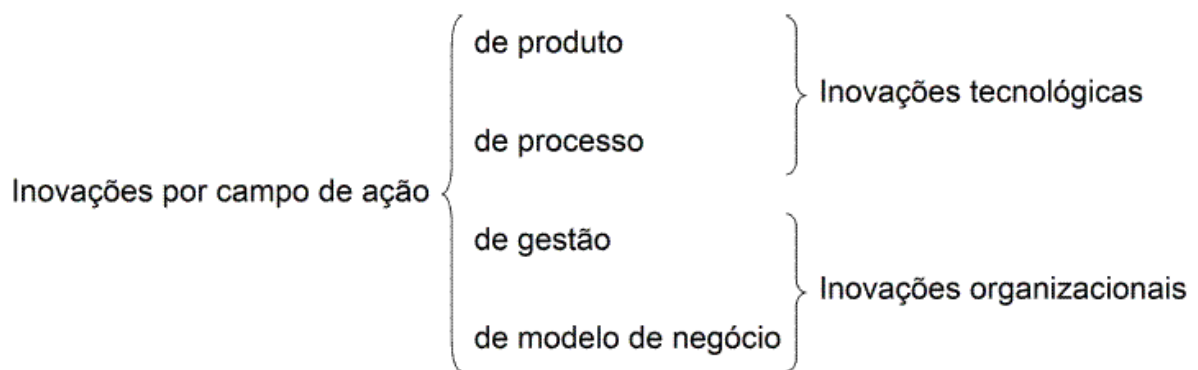 de produto
Inovações tecnológicas
de processo
Inovações por campo de ação
de gestão
Inovações organizacionais
de modelo de negócio